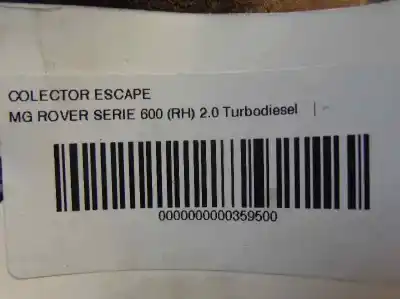 COLECTOR ESCAPE
MG ROVER SERIE 600 (RH) 2.0 Turbodiesel |
0000000000359500